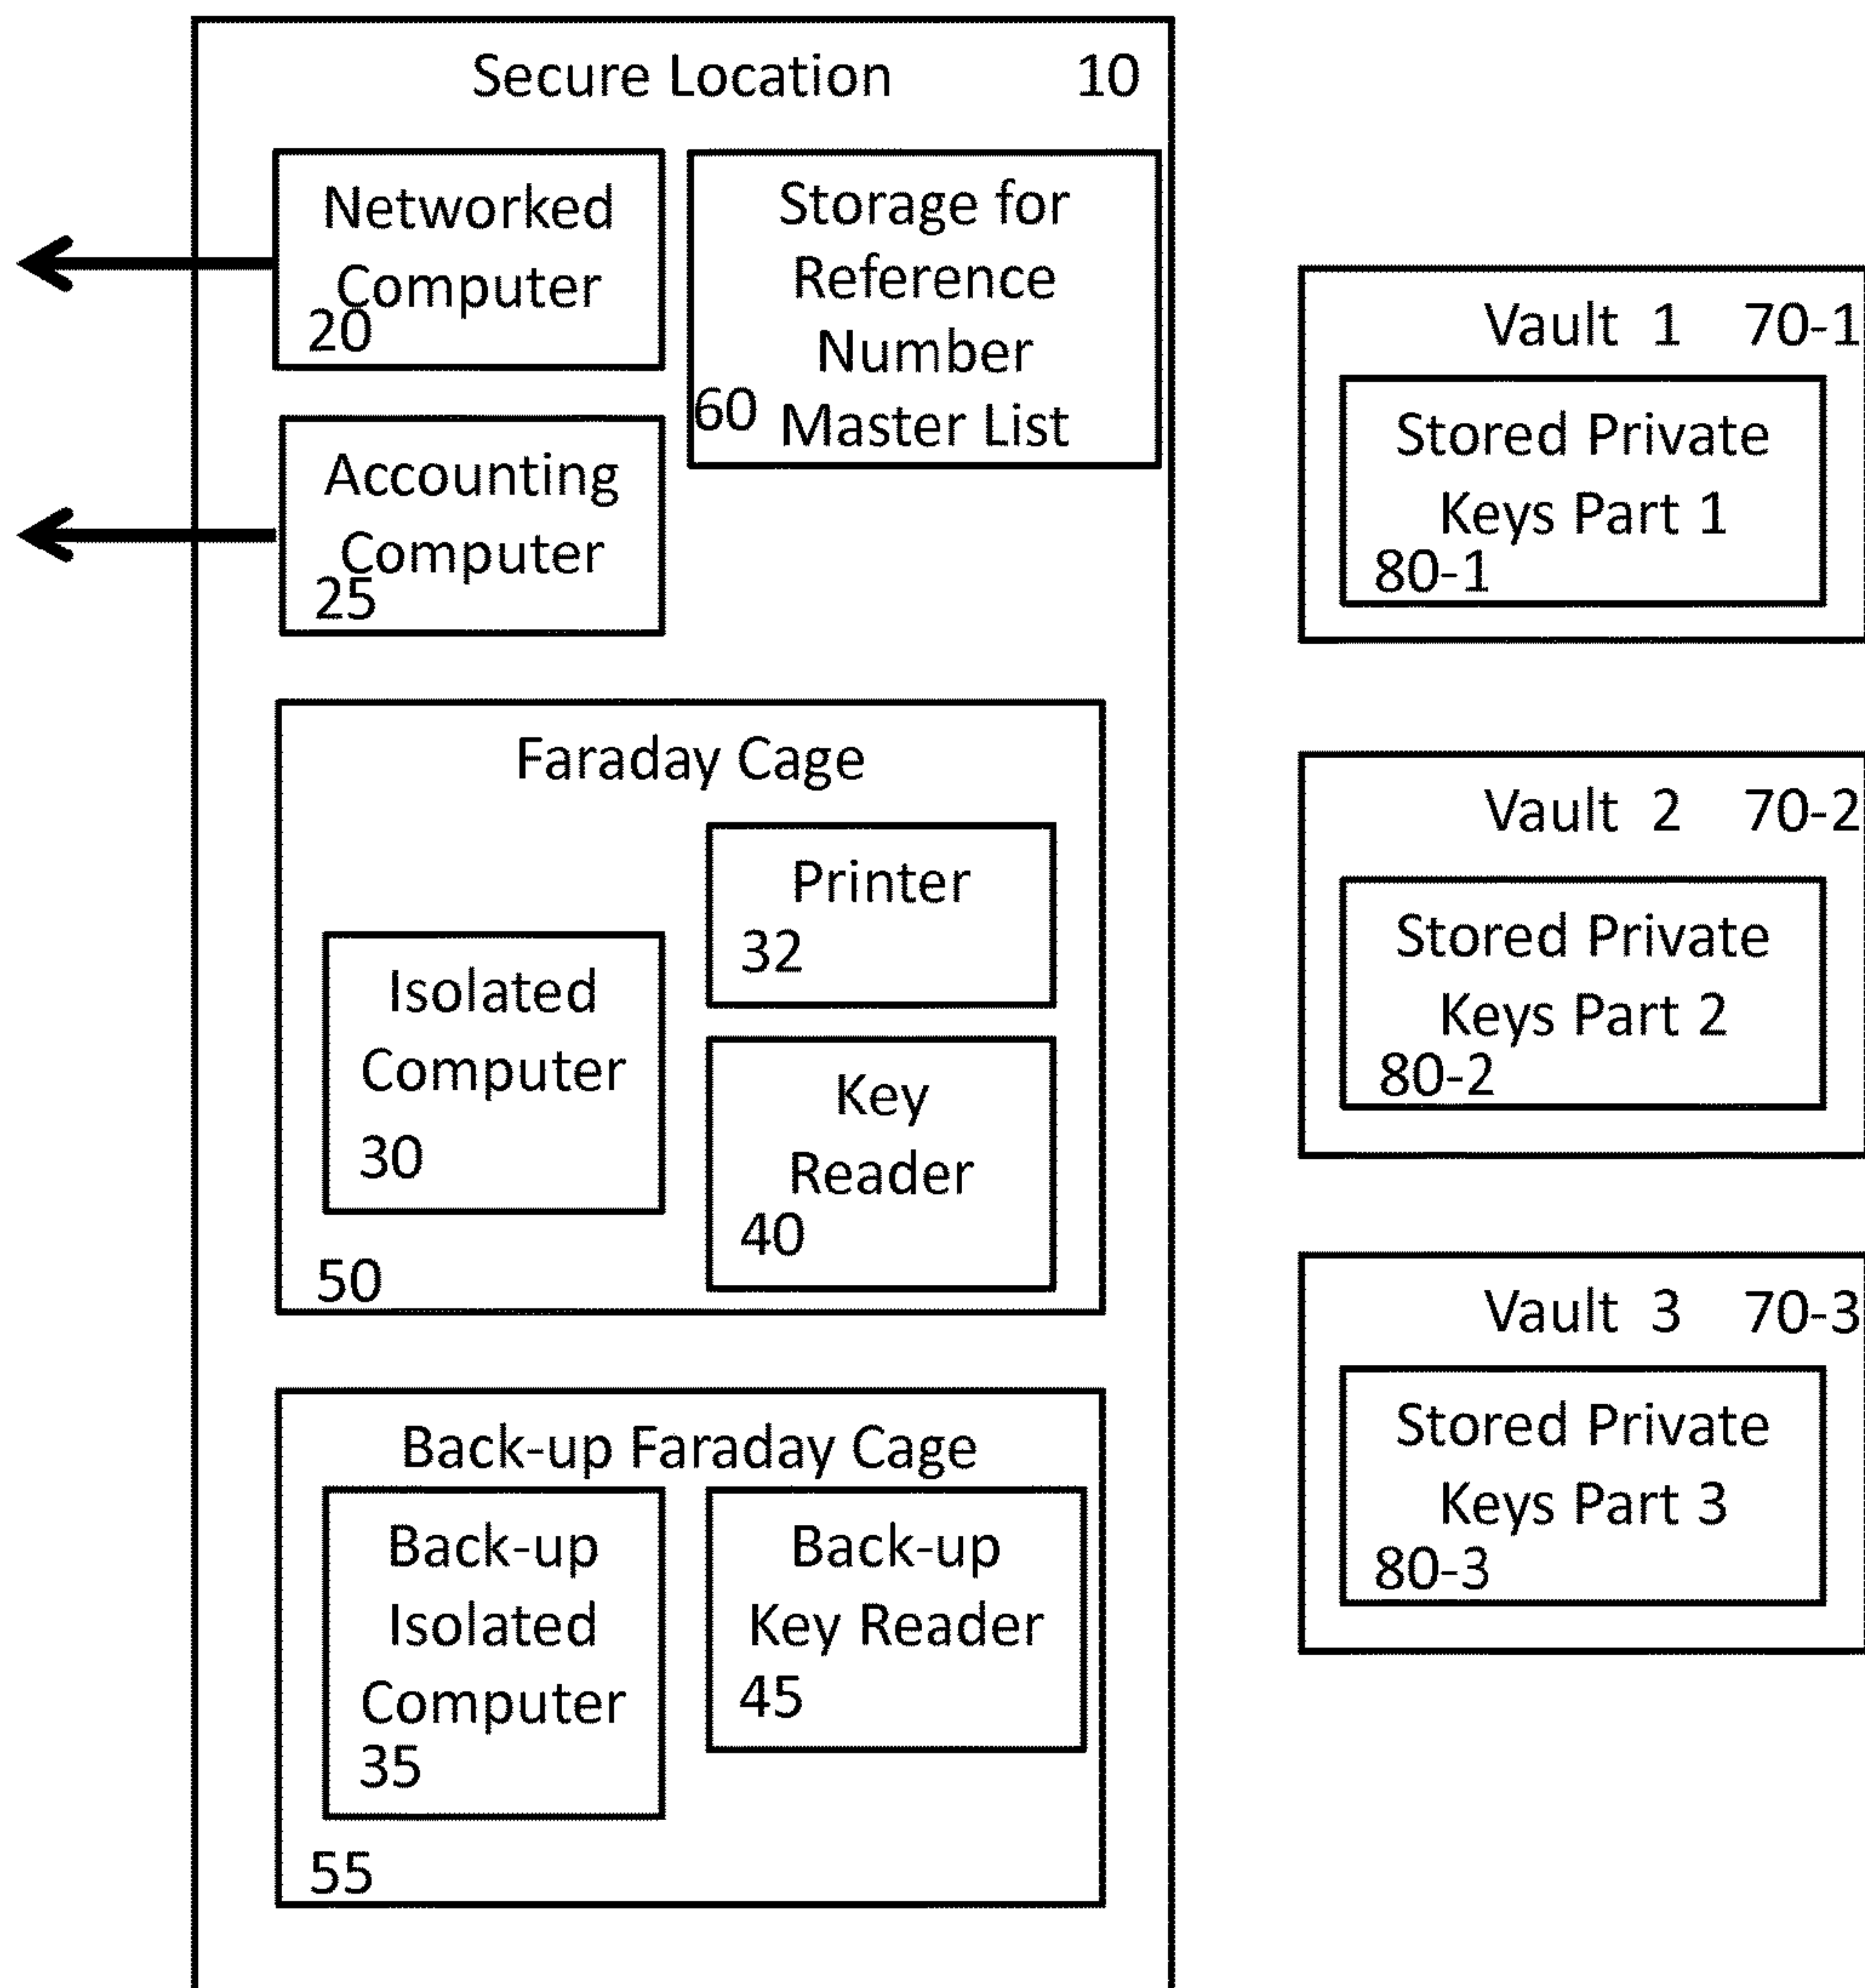 Secure Location 10
Networked
Computer
20
Storage for
Reference
Number
60 Master List
Accounting
Computer
25
Faraday Cage
Printer
32
Isolated
Computer
30
Key
Reader
40
50
Back-up Faraday Cage
Back-up
Isolated
Computer
35
Back-up
Key Reader
45
55
Vault 1 70-1
Stored Private
Keys Part 1
80-1
Vault 2 70-2
Stored Private
Keys Part 2
80-2
Vault 3 70-3
Stored Private
Keys Part 3
80-3